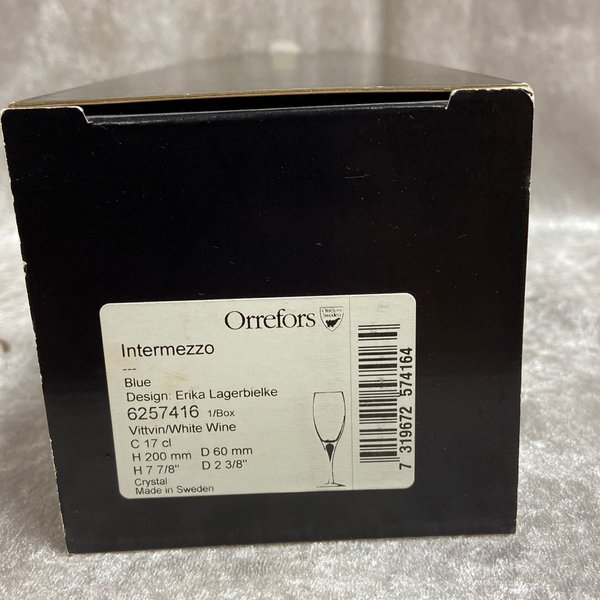 Orrefors
Intermezzo
---
Blue
Design: Erika Lagerbielke
6257416 1/Box
Vittvin/White Wine
C 17 cl
H 200 mm D 60 mm
H 7 7/8" D 2 3/8"
Crystal
Made in Sweden
7 319672 574164